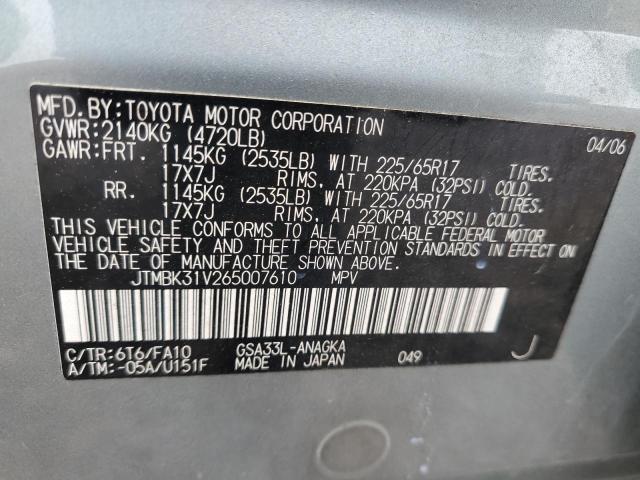 MFD.BY:TOYOTA MOTOR CORPORATION 04/06
GVWR:2140KG (4720LB)
GAWR:FRT. 1145KG (2535LB) WITH 225/65R17 TIRES.
17X7J RIMS, AT 220KPA (32PSI) COLD.
RR. 1145KG (2535LB) WITH 225/65R17 TIRES.
17X7J RIMS, AT 220KPA (32PSI) COLD.
THIS VEHICLE CONFORMS TO ALL APPLICABLE FEDERAL MOTOR
VEHICLE SAFETY AND THEFT PREVENTION STANDARDS IN EFFECT ON
THE DATE OF MANUFACTURE SHOWN ABOVE.
JTMBK31V265007610 MPV
C/TR:6T6/FA10 GSA33L-ANAGKA
A/TM:-05A/U151F MADE IN JAPAN 049 J